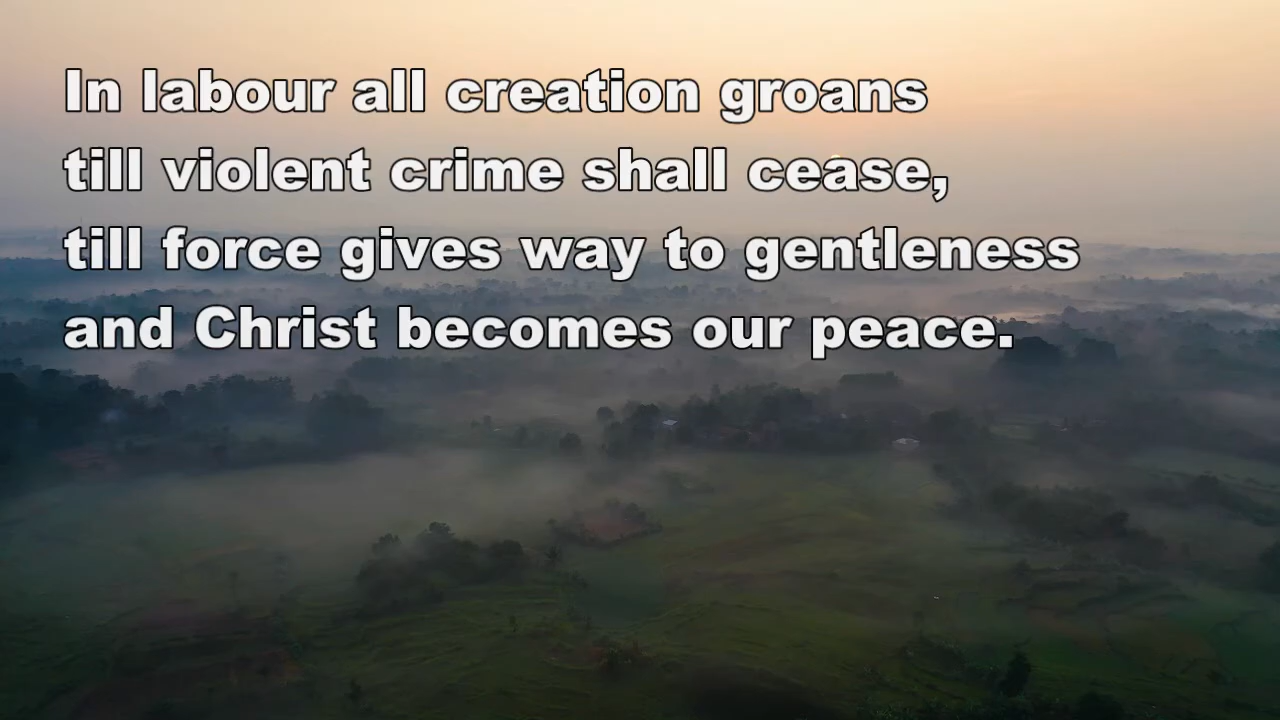 In labour all creation groans
till violent crime shall cease,
till force gives way to gentleness
and Christ becomes our peace.